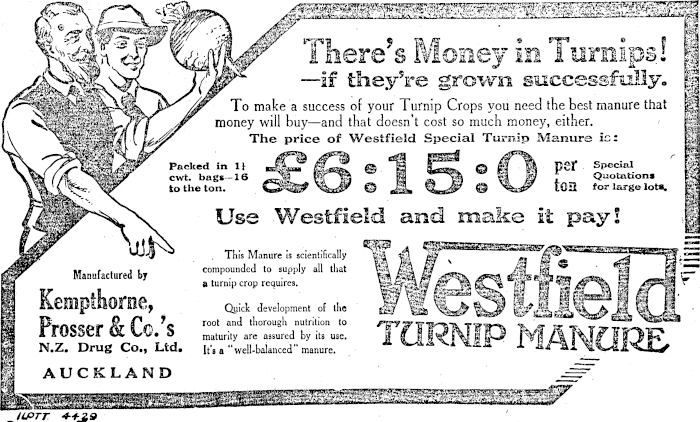 There's Money in Turnips!
—if they're grown successfully.
To make a success of your Turnip Crops you need the best manure that
money will buy—and that doesn't cost so much money, either.
The price of Westfield Special Turnip Manure is:
Packed in 1¼
cwt. bags—16
to the ton.
£6:15:0
per
ton
Special
Quotations
for large lots.
Use Westfield and make it pay!
Manufactured by
Kempthorne,
Prosser & Co.'s
N.Z. Drug Co., Ltd.
AUCKLAND
This Manure is scientifically
compounded to supply all that
a turnip crop requires.
Quick development of the
root and thorough nutrition to
maturity are assured by its use.
It's a "well-balanced" manure.
Westfield
TURNIP MANURE
ILOTT 4429